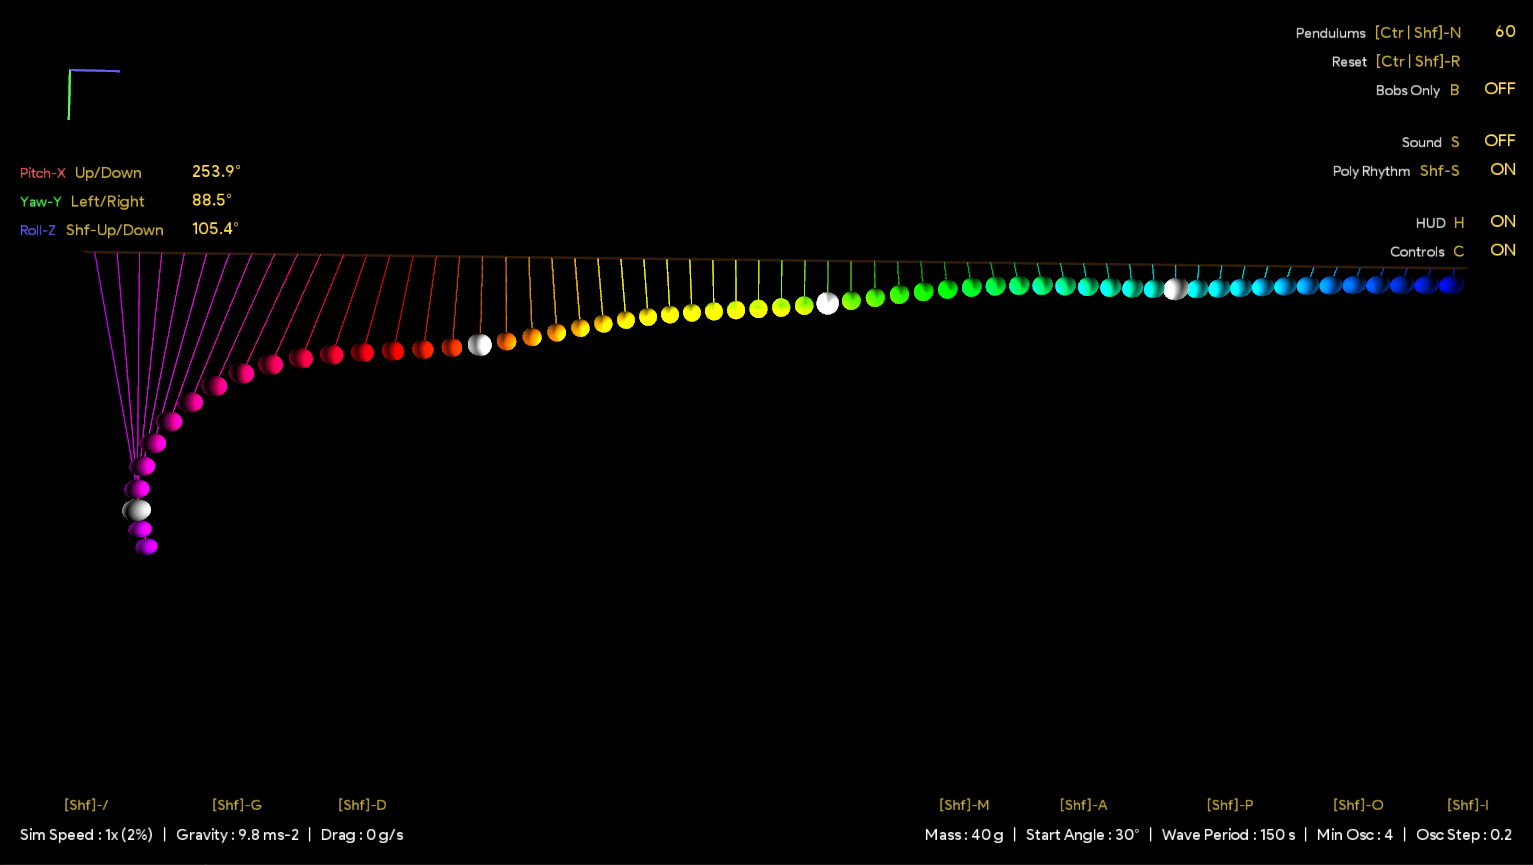 Pendulums [Ctr | Shf]-N 60
Reset [Ctr | Shf]-R
Bobs Only B OFF
Sound S OFF
Poly Rhythm Shf-S ON
Pitch-X Up/Down 253.9°
Yaw-Y Left/Right 88.5°
Roll-Z Shf-Up/Down 105.4°
HUD H ON
Controls C ON
[Shf]-/ [Shf]-G [Shf]-D [Shf]-M [Shf]-A [Shf]-P [Shf]-O [Shf]-I
Sim Speed : 1x (2%) | Gravity : 9.8 ms-2 | Drag : 0 g/s Mass : 40 g | Start Angle : 30° | Wave Period : 150 s | Min Osc : 4 | Osc Step : 0.2